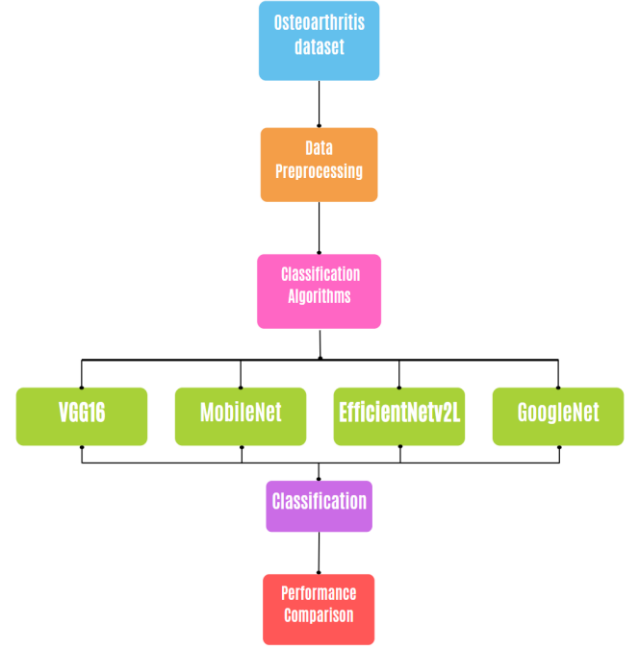 Osteoarthritis
dataset
Data
Preprocessing
Classification
Algorithms
VGG16
MobileNet
EfficientNetv2L
GoogleNet
Classification
Performance
Comparison